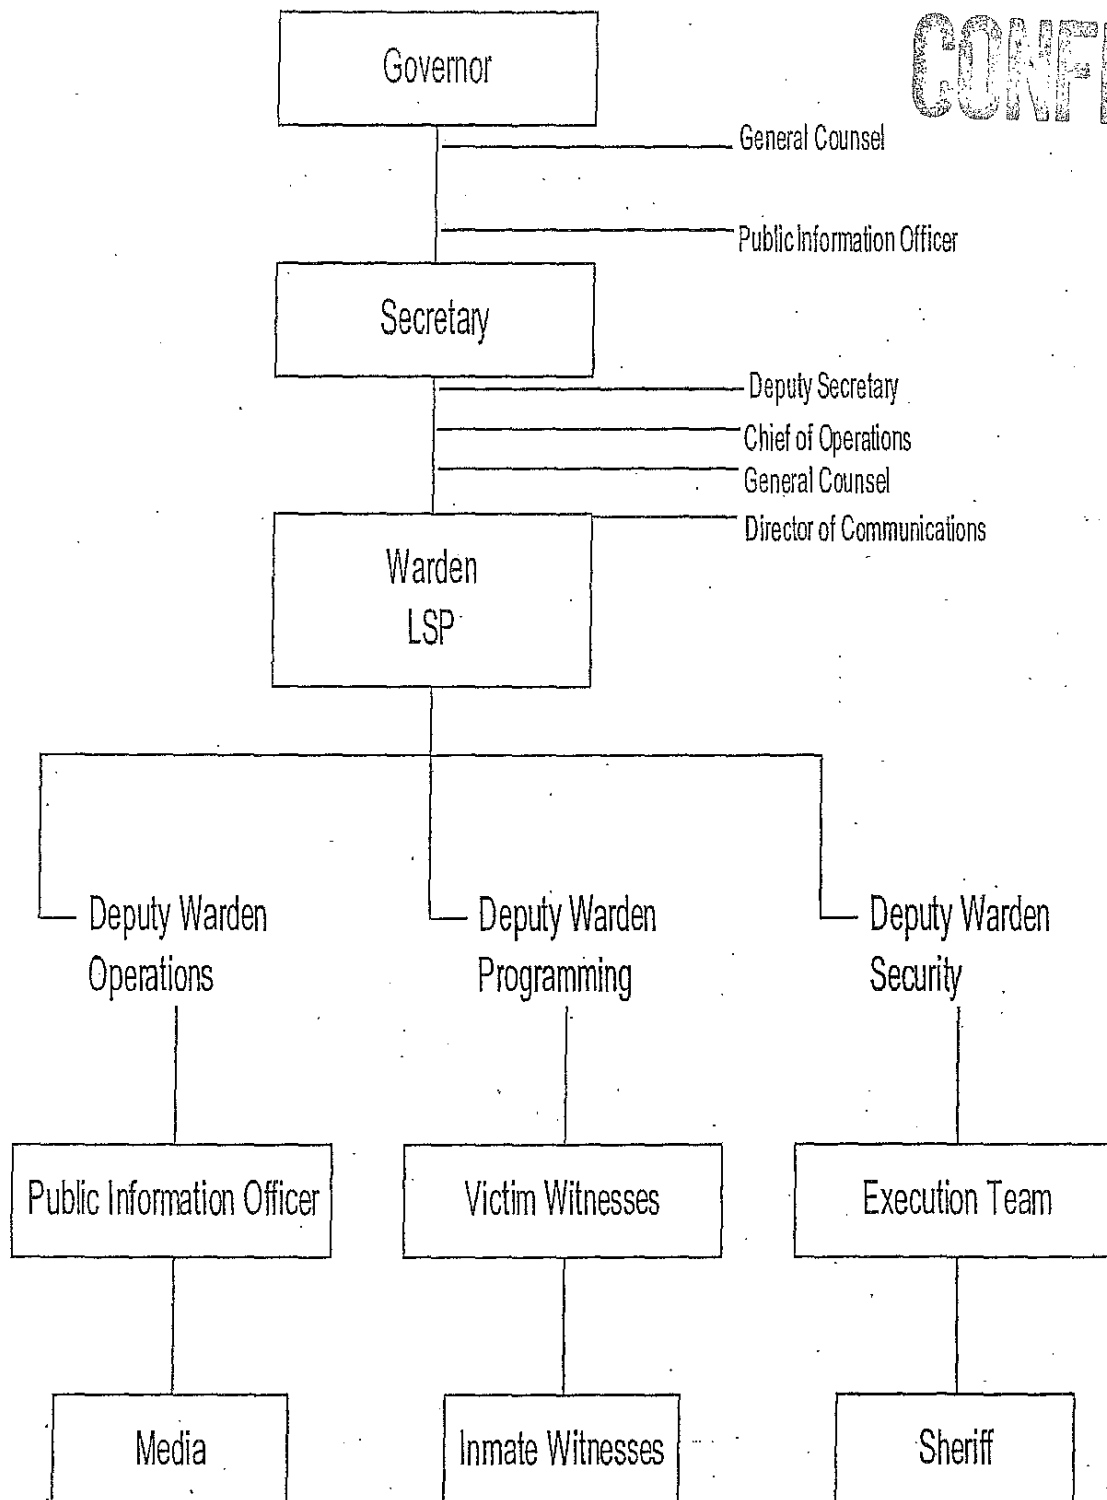 Governor
General Counsel
Public Information Officer
Secretary
Deputy Secretary
Chief of Operations
General Counsel
Director of Communications
Warden
LSP
Deputy Warden
Operations
Deputy Warden
Programming
Deputy Warden
Security
Public Information Officer
Victim Witnesses
Execution Team
Media
Inmate Witnesses
Sheriff